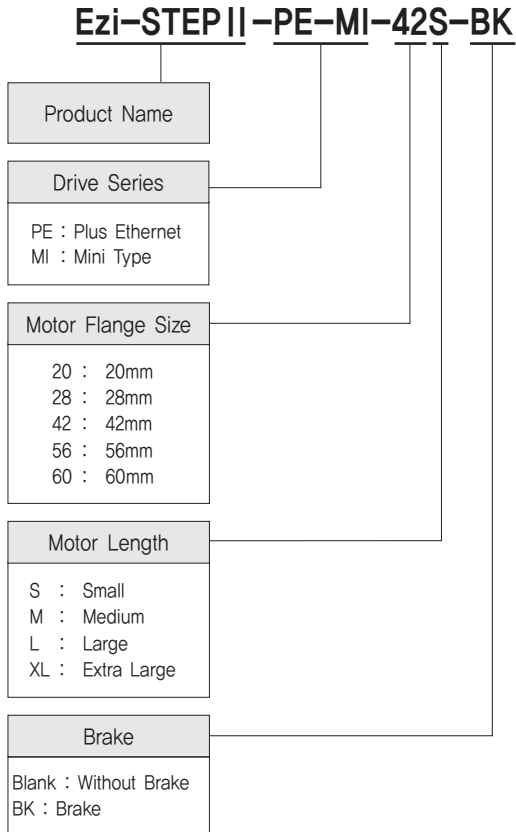 Ezi-STEPII-PE-MI-42S-BK
Product Name
Drive Series
PE : Plus Ethernet
MI : Mini Type
Motor Flange Size
20 : 20mm
28 : 28mm
42 : 42mm
56 : 56mm
60 : 60mm
Motor Length
S : Small
M : Medium
L : Large
XL : Extra Large
Brake
Blank : Without Brake
BK : Brake